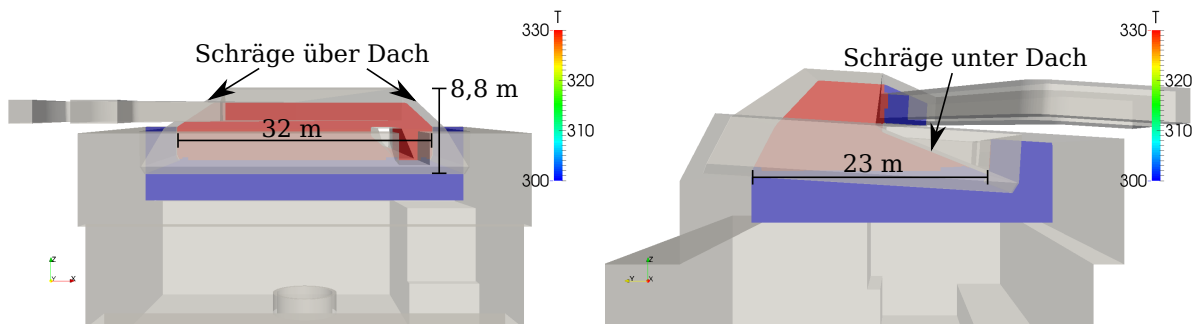 T
330
Schräge über Dach
8,8 m
32 m
320
310
300
Z
Y X
T
330
Schräge unter Dach
320
310
23 m
300
Z
Y X